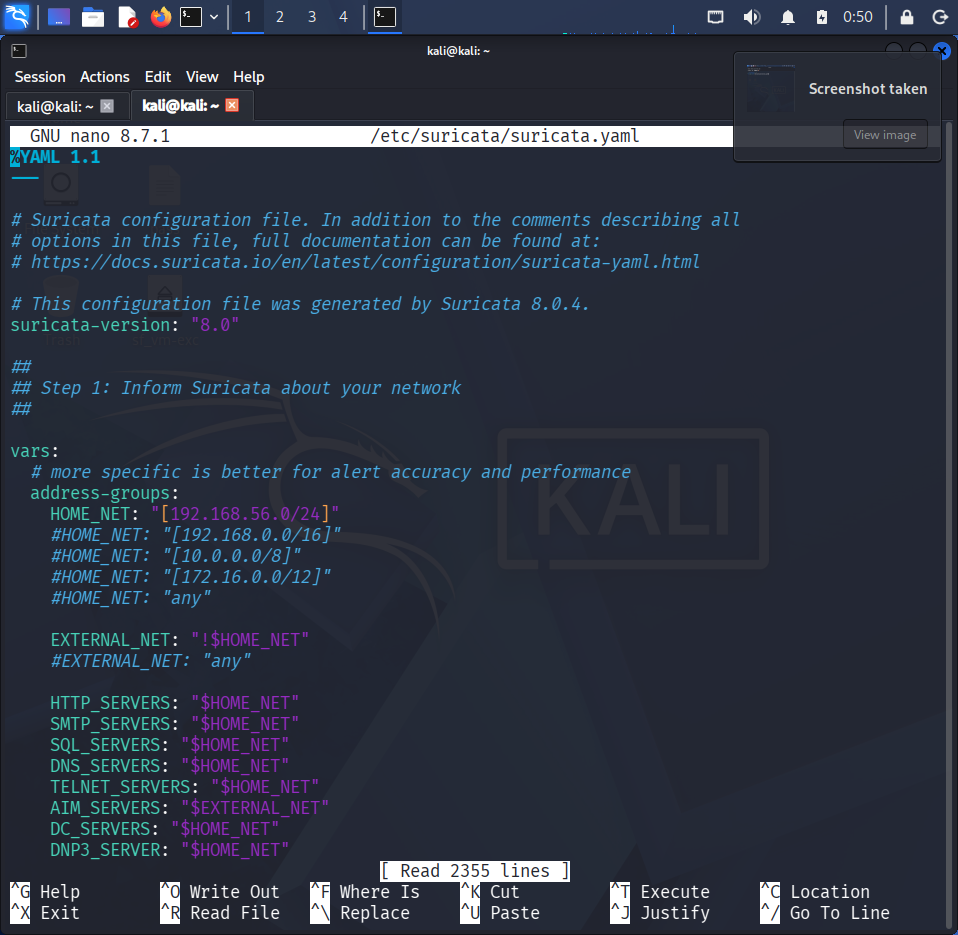 1 2 3 4 0:50
kali@kali: ~
Session Actions Edit View Help
Screenshot taken
View image
kali@kali: ~ kali@kali: ~
GNU nano 8.7.1 /etc/suricata/suricata.yaml
%YAML 1.1
---
# Suricata configuration file. In addition to the comments describing all
# options in this file, full documentation can be found at:
# https://docs.suricata.io/en/latest/configuration/suricata-yaml.html
# This configuration file was generated by Suricata 8.0.4.
suricata-version: "8.0"
##
## Step 1: Inform Suricata about your network
##
vars:
# more specific is better for alert accuracy and performance
address-groups:
HOME_NET: "[192.168.56.0/24]"
#HOME_NET: "[192.168.0.0/16]"
#HOME_NET: "[10.0.0.0/8]"
#HOME_NET: "[172.16.0.0/12]"
#HOME_NET: "any"
KALI
EXTERNAL_NET: "!$HOME_NET"
#EXTERNAL_NET: "any"
HTTP_SERVERS: "$HOME_NET"
SMTP_SERVERS: "$HOME_NET"
SQL_SERVERS: "$HOME_NET"
DNS_SERVERS: "$HOME_NET"
TELNET_SERVERS: "$HOME_NET"
AIM_SERVERS: "$EXTERNAL_NET"
DC_SERVERS: "$HOME_NET"
DNP3_SERVER: "$HOME_NET"
[ Read 2355 lines ]
^G Help ^O Write Out ^F Where Is ^K Cut ^T Execute ^C Location
^X Exit ^R Read File ^\ Replace ^U Paste ^J Justify ^/ Go To Line